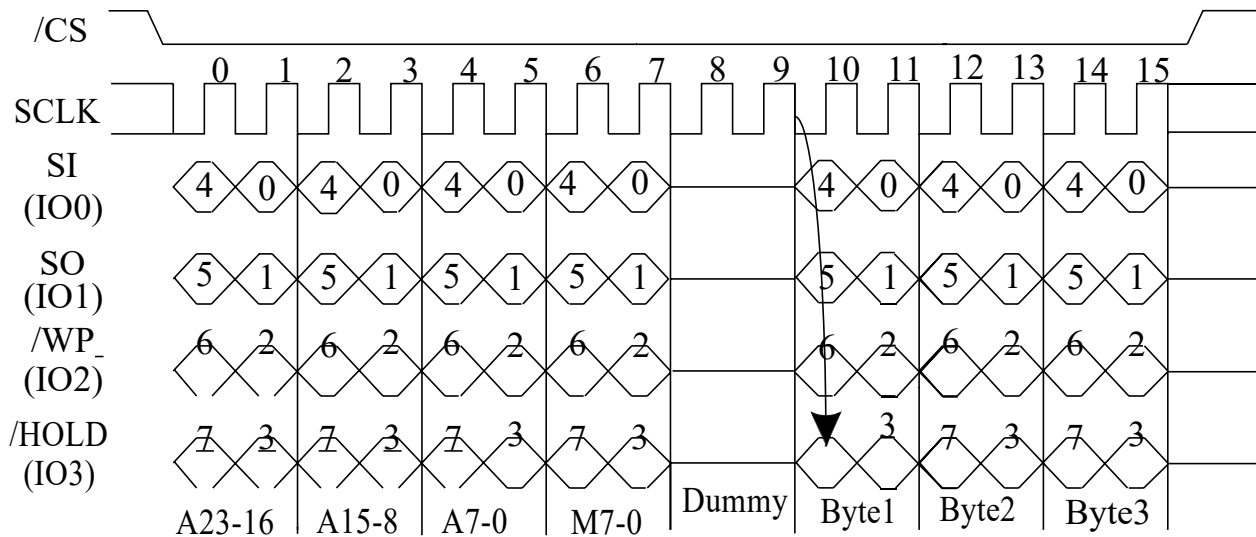 /CS
0 1 2 3 4 5 6 7 8 9 10 11 12 13 14 15
SCLK
SI
(IO0)
4 0 4 0 4 0 4 0 4 0 4 0 4 0
SO
(IO1)
5 1 5 1 5 1 5 1 5 1 5 1 5 1
/WP_
(IO2)
6 2 6 2 6 2 6 2 6 2 6 2 6 2
/HOLD
(IO3)
7 3 7 3 7 3 7 3 3 7 3 7 3
A23-16 A15-8 A7-0 M7-0 Dummy Byte1 Byte2 Byte3